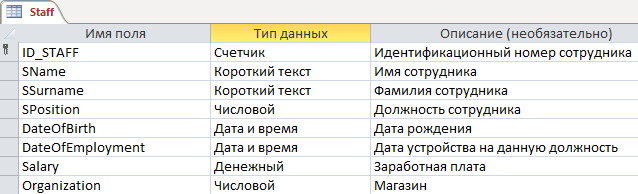 Staff
Имя поля Тип данных Описание (необязательно)
ID_STAFF Счетчик Идентификационный номер сотрудника
SName Короткий текст Имя сотрудника
SSurname Короткий текст Фамилия сотрудника
SPosition Числовой Должность сотрудника
DateOfBirth Дата и время Дата рождения
DateOfEmployment Дата и время Дата устройства на данную должность
Salary Денежный Заработная плата
Organization Числовой Магазин